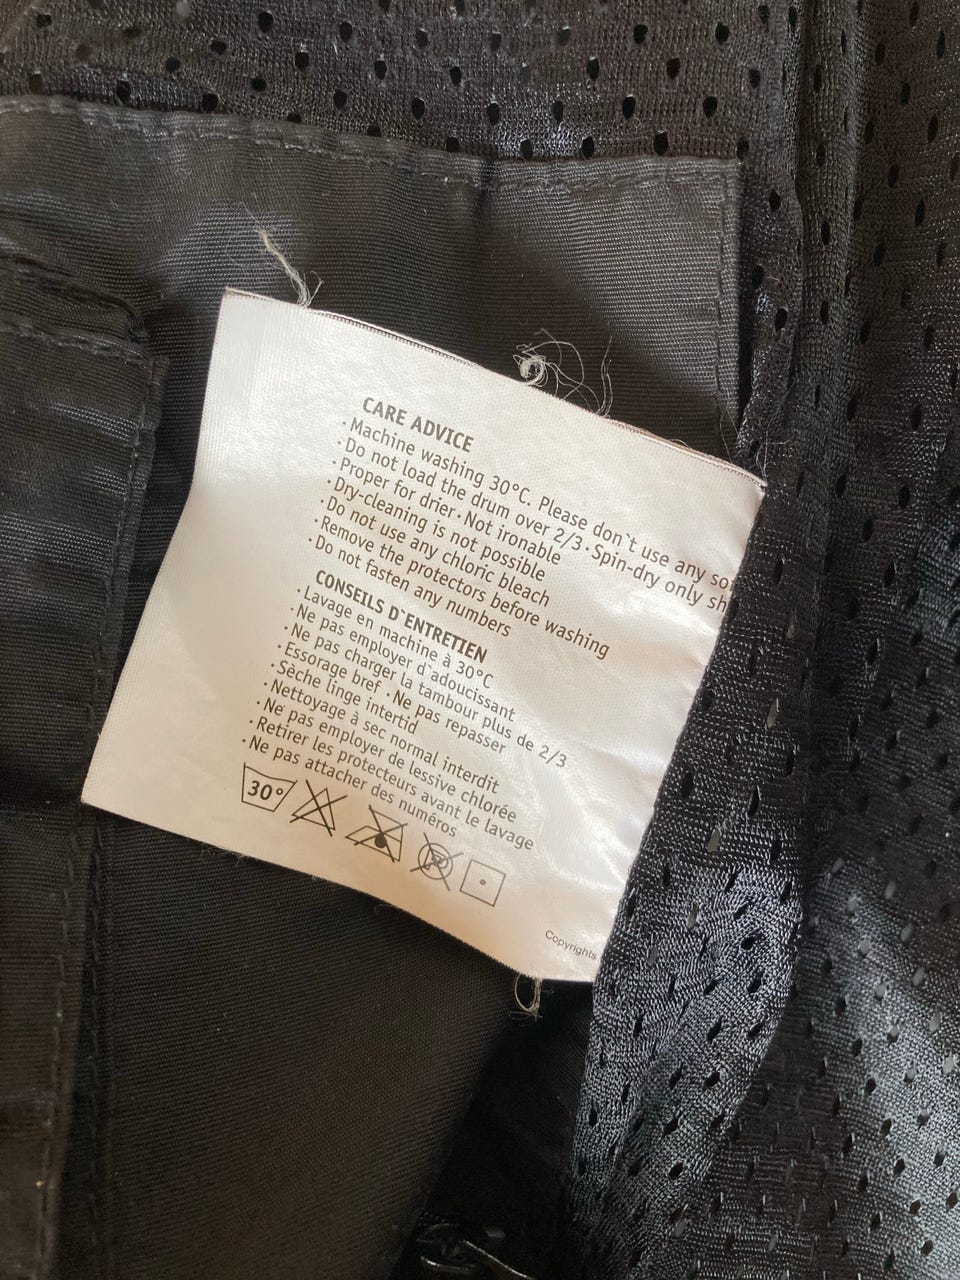 CARE ADVICE
· Machine washing 30°C. Please don`t use any
· Do not load the drum over 2/3 · Spin-dry only
· Proper for drier · Not ironable
· Dry-cleaning is not possible
· Do not use any chloric bleach
· Remove the protectors before washing
· Do not fasten any numbers
CONSEILS D`ENTRETIEN
· Lavage en machine à 30°C
· Ne pas employer d`adoucissant
· Ne pas charger la tambour plus de 2/3
· Essorage bref · Ne pas repasser
· Sèche linge intertid
· Nettoyage à sec normal interdit
· Ne pas employer de lessive chlorée
· Retirer les protecteurs avant le lavage
· Ne pas attacher des numéros
30°
Copyrights